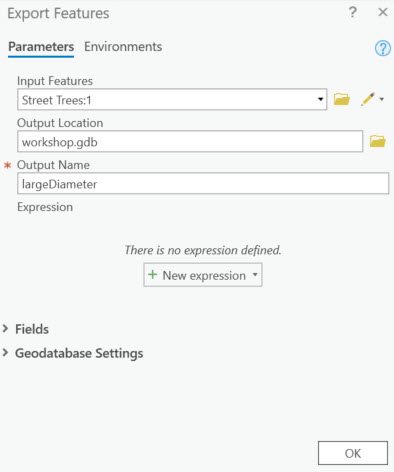 Export Features ? ×
Parameters Environments ?
Input Features
Street Trees:1
Output Location
workshop.gdb
* Output Name
largeDiameter
Expression
There is no expression defined.
+ New expression
> Fields
> Geodatabase Settings
OK